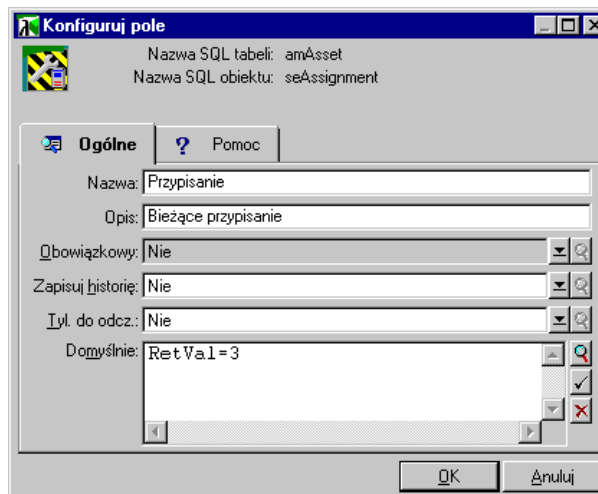 Konfiguruj pole
Nazwa SQL tabeli: amAsset
Nazwa SQL obiektu: seAssignment
Ogólne
? Pomoc
Nazwa: Przypisanie
Opis: Bieżące przypisanie
Obowiązkowy: Nie
Zapisuj historię: Nie
Tyl. do odcz.: Nie
Domyślnie: RetVal=3
OK Anuluj